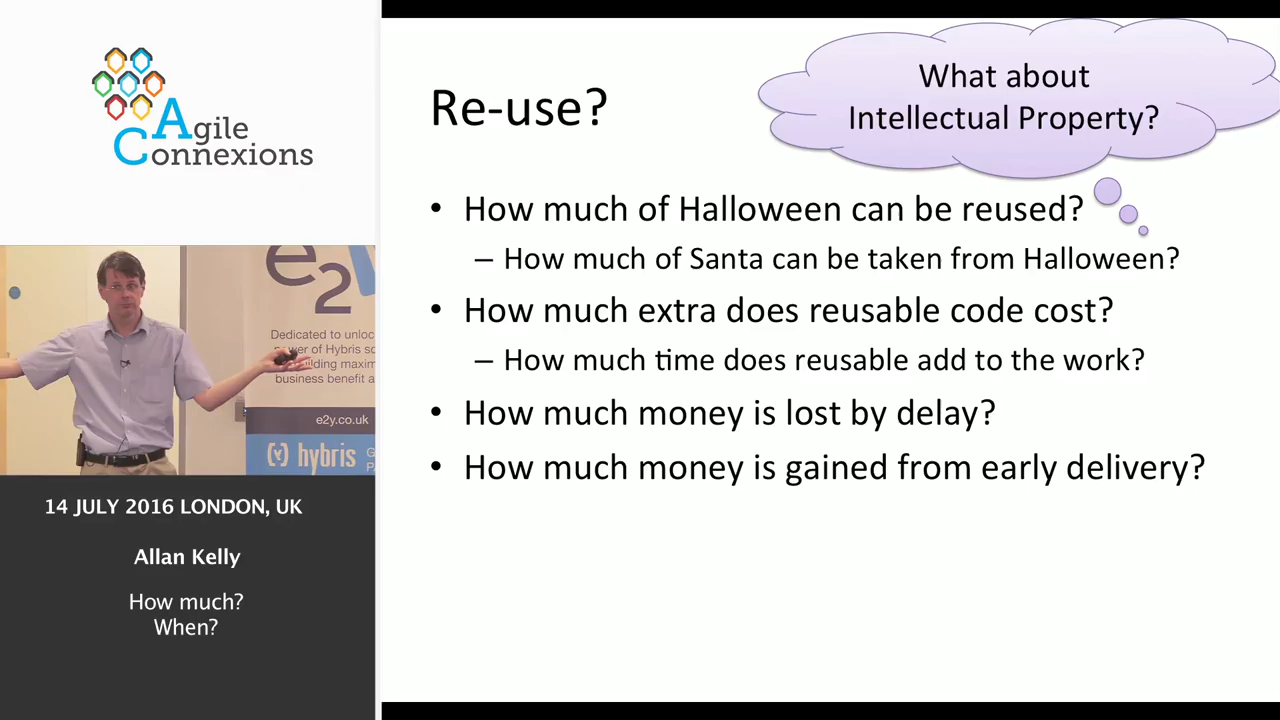 Agile
Connexions
e2
Dedicated to unloc
power of Hybris so
building maxim
business benefit a
e2y.co.uk
hybris
14 JULY 2016 LONDON, UK
Allan Kelly
How much?
When?
Re-use?
What about
Intellectual Property?
• How much of Halloween can be reused?
– How much of Santa can be taken from Halloween?
• How much extra does reusable code cost?
– How much time does reusable add to the work?
• How much money is lost by delay?
• How much money is gained from early delivery?